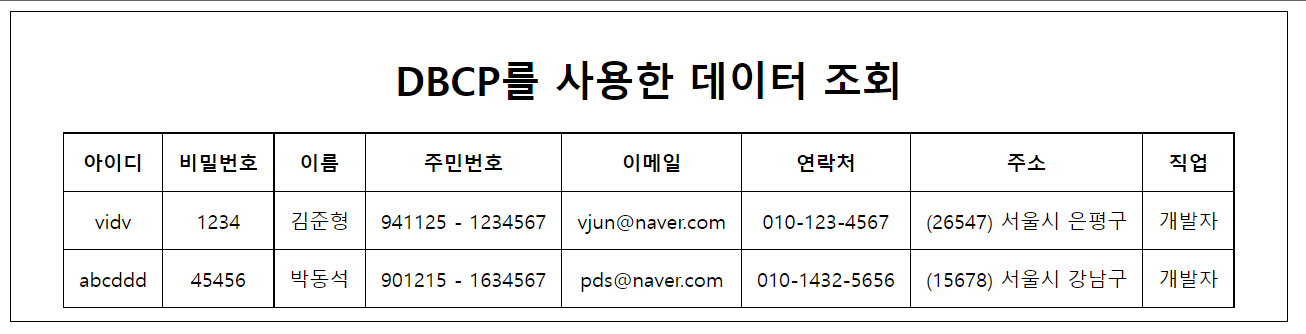 DBCP를 사용한 데이터 조회
아이디 비밀번호 이름 주민번호 이메일 연락처 주소 직업
vidv 1234 김준형 941125 - 1234567 vjun@naver.com 010-123-4567 (26547) 서울시 은평구 개발자
abcddd 45456 박동석 901215 - 1634567 pds@naver.com 010-1432-5656 (15678) 서울시 강남구 개발자